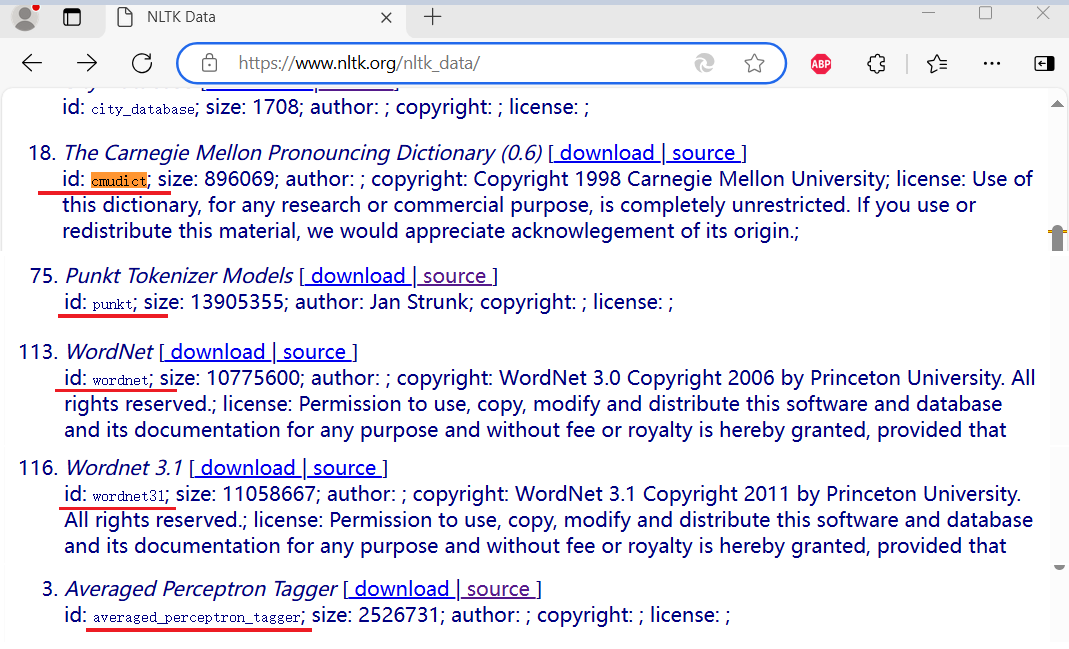 NLTK Data
https://www.nltk.org/nltk_data/
ABP
id: city_database; size: 1708; author: ; copyright: ; license: ;
18. The Carnegie Mellon Pronouncing Dictionary (0.6) [ download | source ]
id: cmudict; size: 896069; author: ; copyright: Copyright 1998 Carnegie Mellon University; license: Use of
this dictionary, for any research or commercial purpose, is completely unrestricted. If you use or
redistribute this material, we would appreciate acknowlegement of its origin.;
75. Punkt Tokenizer Models [ download | source ]
id: punkt; size: 13905355; author: Jan Strunk; copyright: ; license: ;
113. WordNet [ download | source ]
id: wordnet; size: 10775600; author: ; copyright: WordNet 3.0 Copyright 2006 by Princeton University. All
rights reserved.; license: Permission to use, copy, modify and distribute this software and database
and its documentation for any purpose and without fee or royalty is hereby granted, provided that
116. Wordnet 3.1 [ download | source ]
id: wordnet31; size: 11058667; author: ; copyright: WordNet 3.1 Copyright 2011 by Princeton University.
All rights reserved.; license: Permission to use, copy, modify and distribute this software and database
and its documentation for any purpose and without fee or royalty is hereby granted, provided that
3. Averaged Perceptron Tagger [ download | source ]
id: averaged_perceptron_tagger; size: 2526731; author: ; copyright: ; license: ;